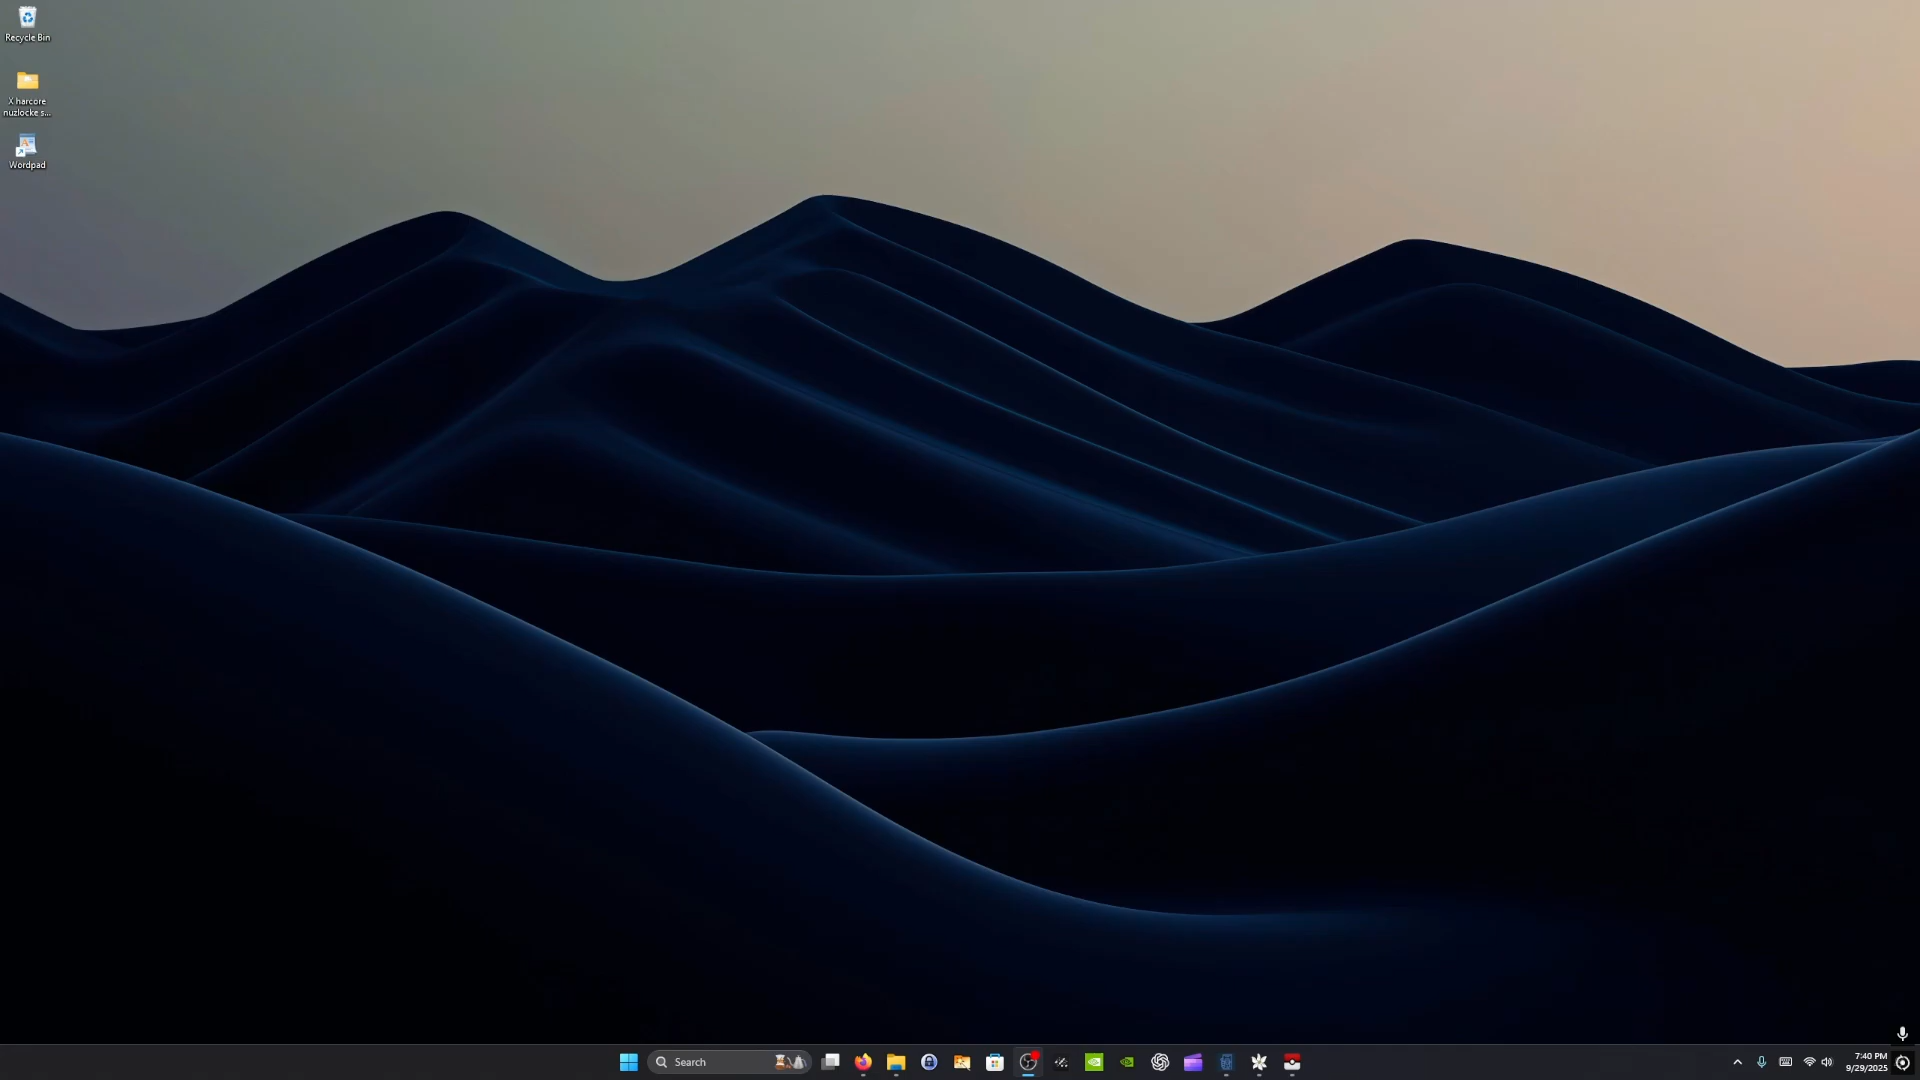 Recycle Bin
X harcore
nuzlocke s...
Wordpad
Search
7:40 PM
9/29/2025